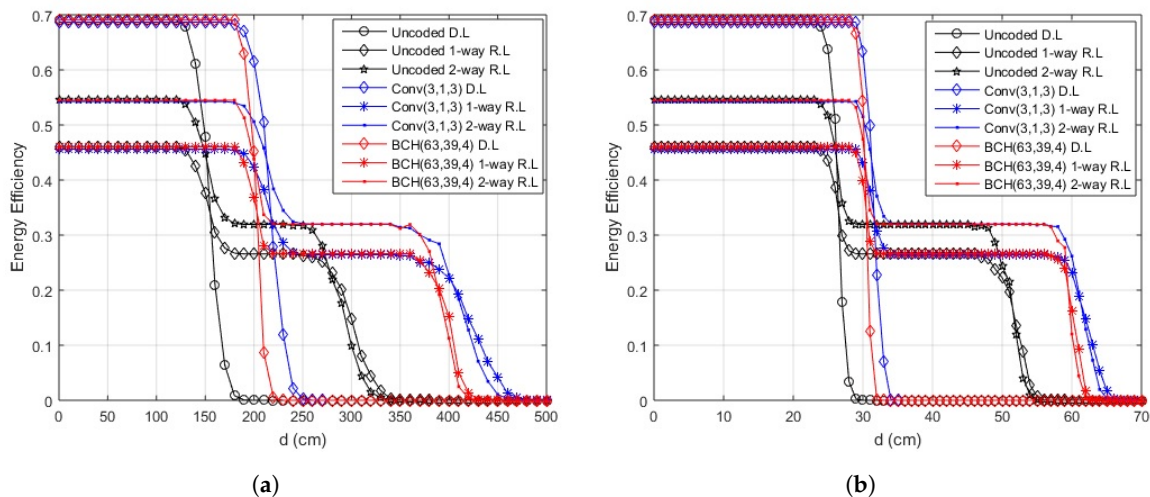 0.7
0.6
0.5
0.4
0.3
0.2
0.1
0
Energy Efficiency
0 50 100 150 200 250 300 350 400 450 500
d (cm)
Uncoded D.L
Uncoded 1-way R.L
Uncoded 2-way R.L
Conv(3,1,3) D.L
Conv(3,1,3) 1-way R.L
Conv(3,1,3) 2-way R.L
BCH(63,39,4) D.L
BCH(63,39,4) 1-way R.L
BCH(63,39,4) 2-way R.L
(a)
0.7
0.6
0.5
0.4
0.3
0.2
0.1
0
Energy Efficiency
0 10 20 30 40 50 60 70
d (cm)
Uncoded D.L
Uncoded 1-way R.L
Uncoded 2-way R.L
Conv(3,1,3) D.L
Conv(3,1,3) 1-way R.L
Conv(3,1,3) 2-way R.L
BCH(63,39,4) D.L
BCH(63,39,4) 1-way R.L
BCH(63,39,4) 2-way R.L
(b)